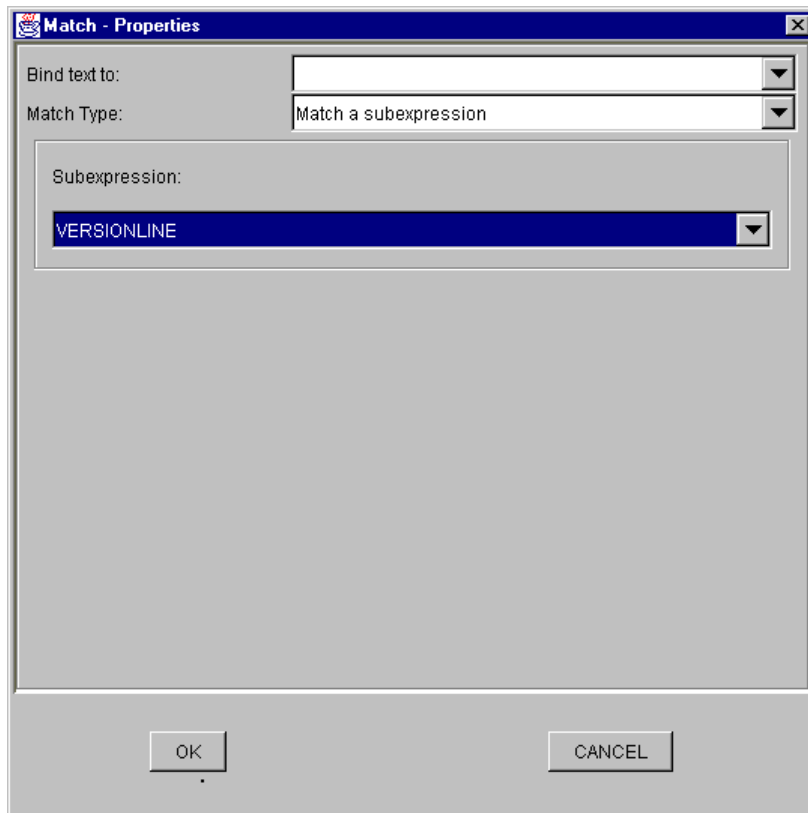 Match - Properties
Bind text to:
Match Type: Match a subexpression
Subexpression:
VERSIONLINE
OK CANCEL